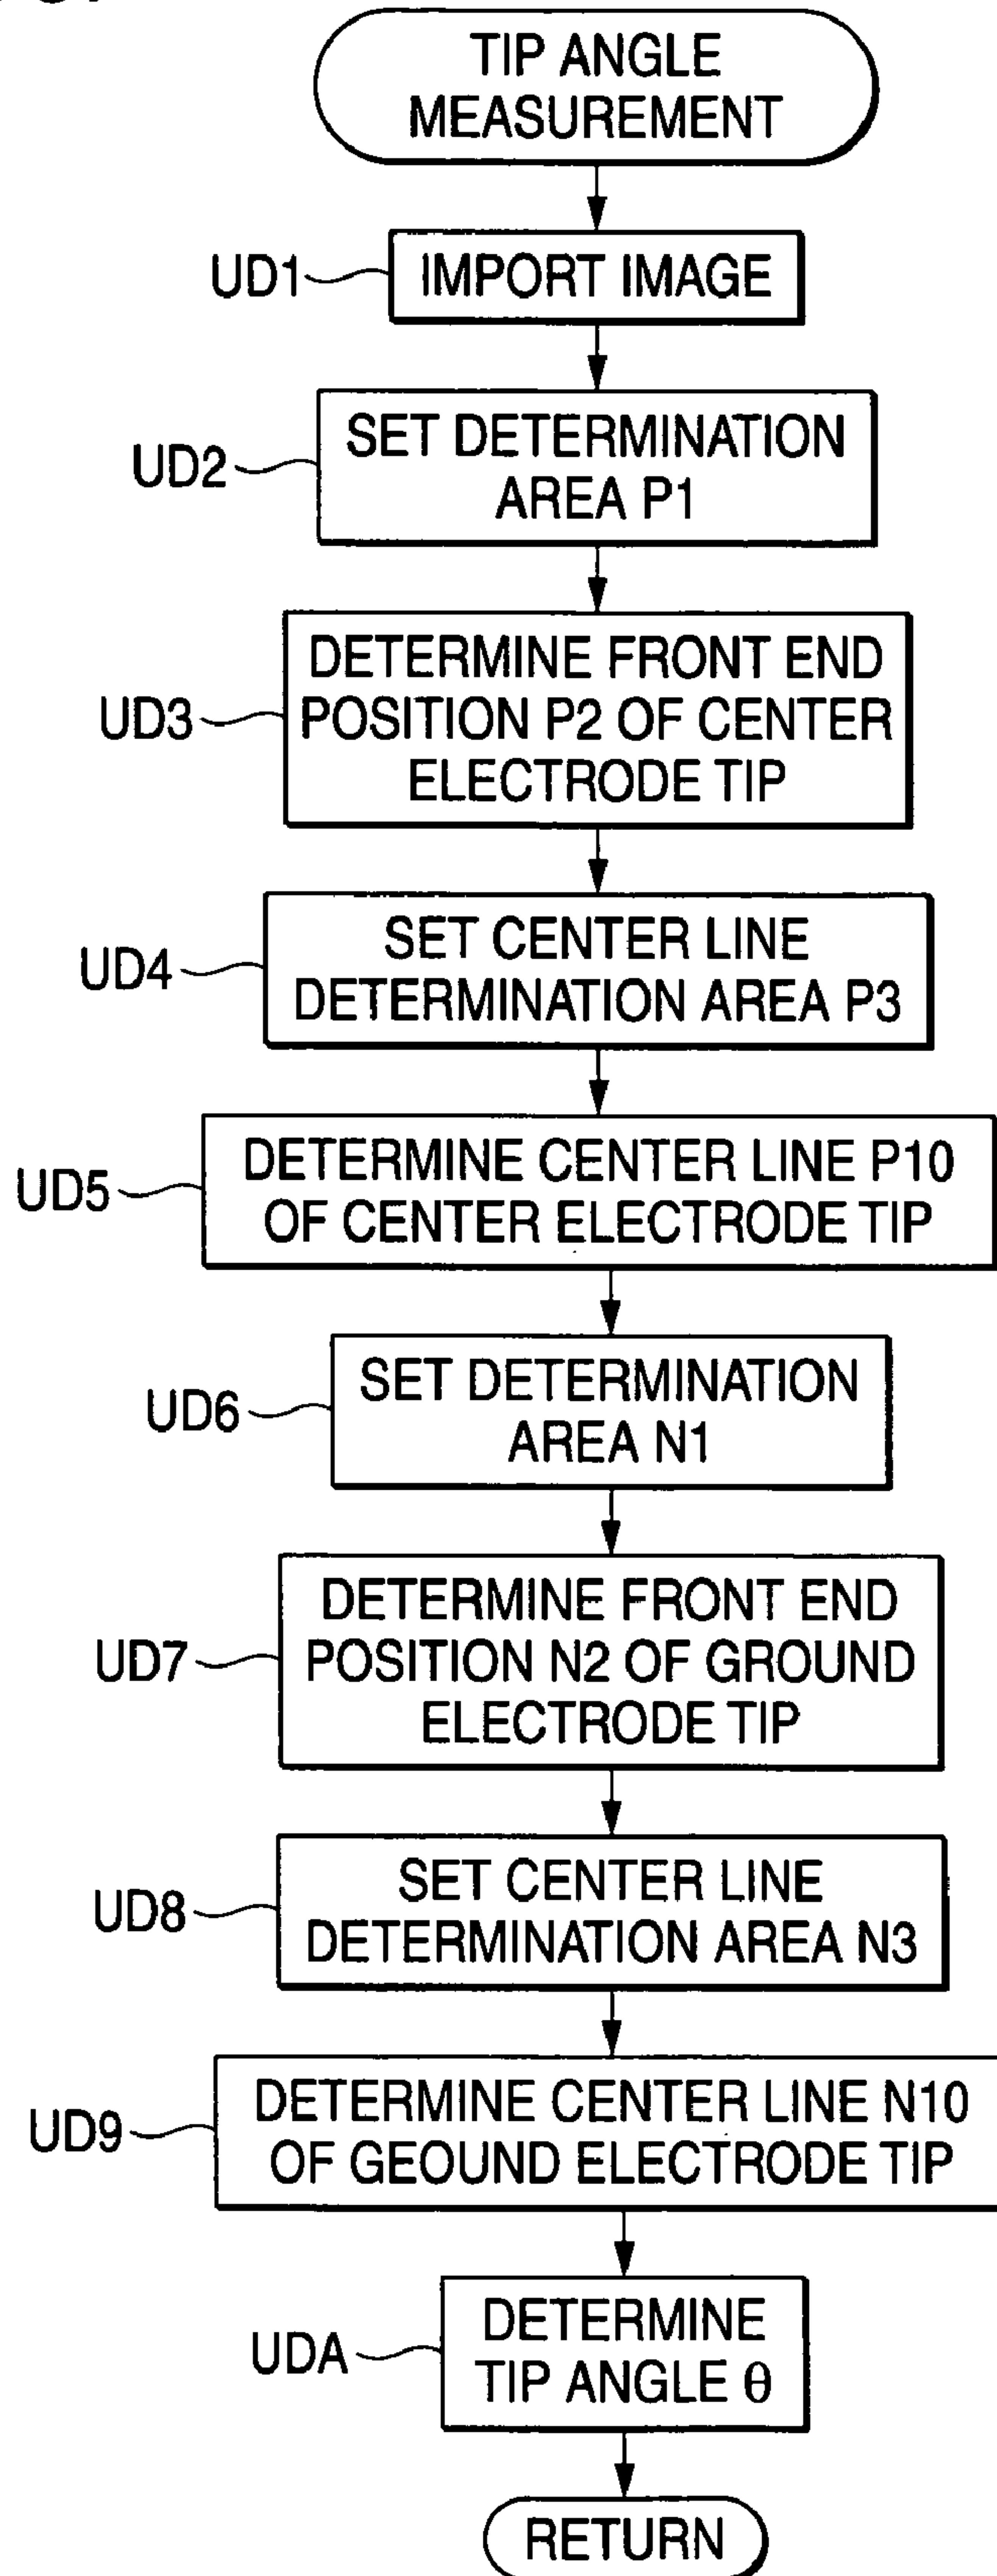 TIP ANGLE
MEASUREMENT
UD1
IMPORT IMAGE
UD2
SET DETERMINATION
AREA P1
UD3
DETERMINE FRONT END
POSITION P2 OF CENTER
ELECTRODE TIP
UD4
SET CENTER LINE
DETERMINATION AREA P3
UD5
DETERMINE CENTER LINE P10
OF CENTER ELECTRODE TIP
UD6
SET DETERMINATION
AREA N1
UD7
DETERMINE FRONT END
POSITION N2 OF GROUND
ELECTRODE TIP
UD8
SET CENTER LINE
DETERMINATION AREA N3
UD9
DETERMINE CENTER LINE N10
OF GEOUND ELECTRODE TIP
UDA
DETERMINE
TIP ANGLE θ
RETURN